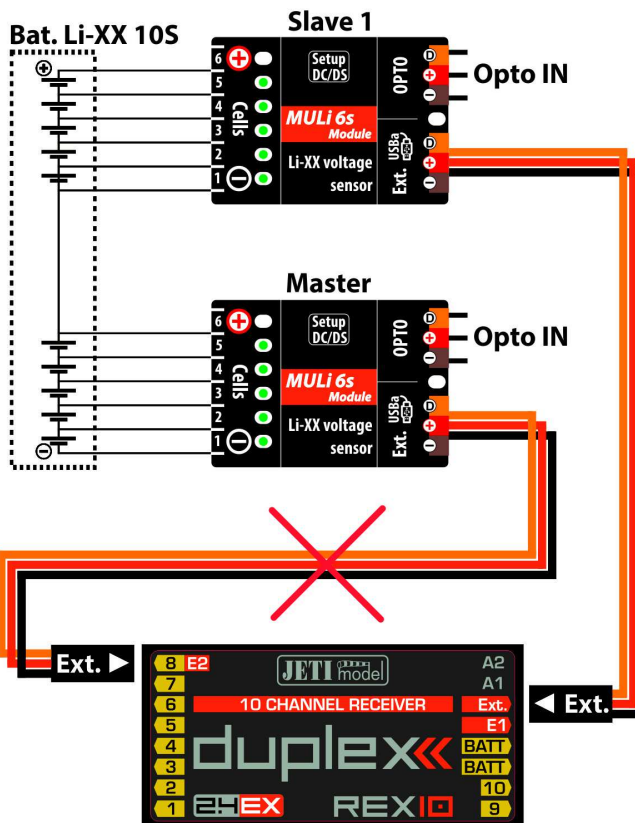 Bat. Li-XX 10S
Slave 1
6
5
4
3
2
1
Cells
Setup
DC/DS
MULi 6s
Module
Li-XX voltage
sensor
OPTO
D
Ext.
USBa
D
Opto IN
Master
6
5
4
3
2
1
Cells
Setup
DC/DS
MULi 6s
Module
Li-XX voltage
sensor
OPTO
D
Ext.
USBa
D
Opto IN
Ext.
8 E2
7
6
5
4
3
2
1
JETI model
10 CHANNEL RECEIVER
duplex
2.4EX
REX10
A2
A1
Ext.
E1
BATT
BATT
10
9
Ext.